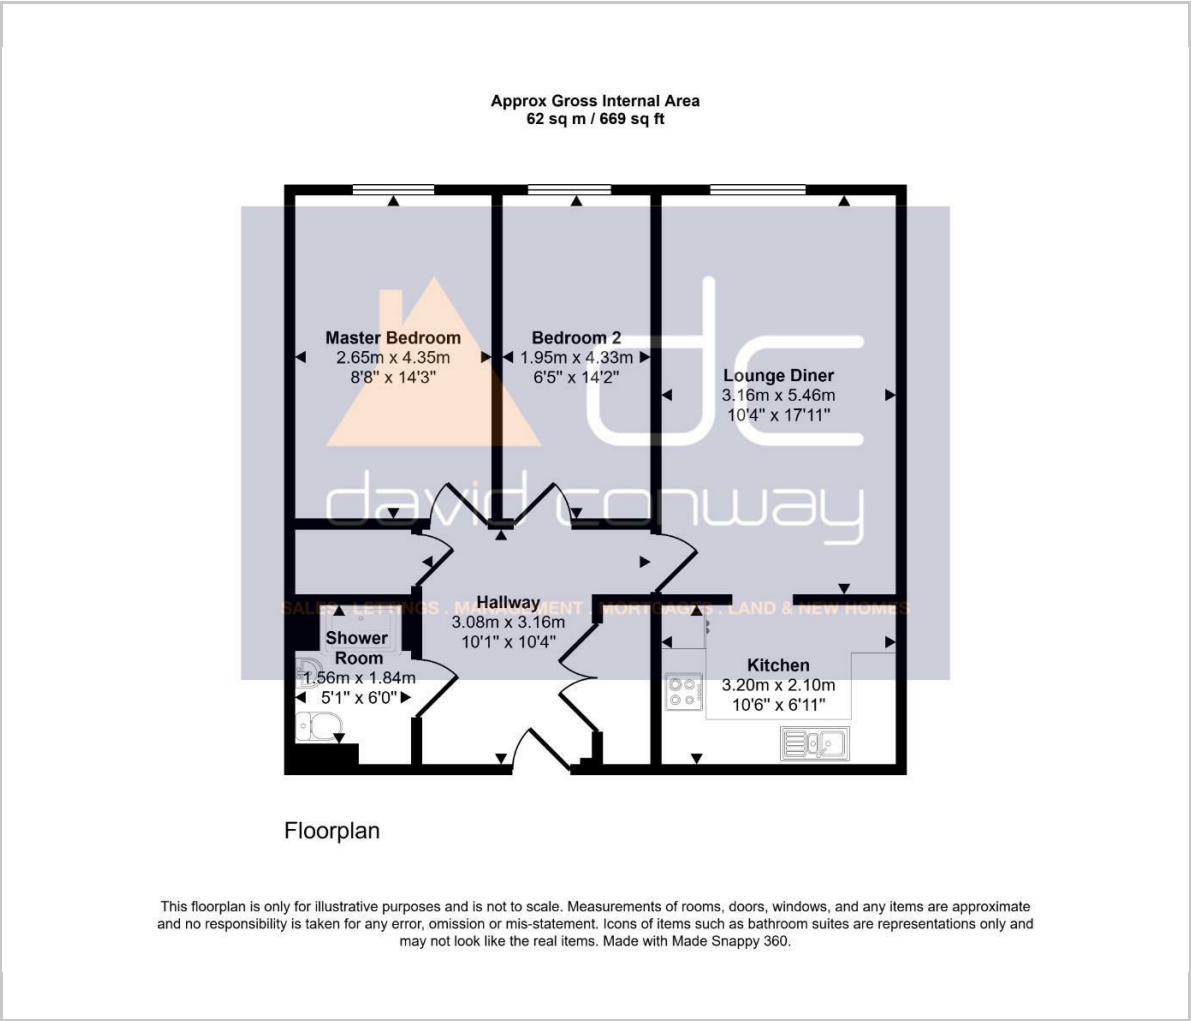 Approx Gross Internal Area
62 sq m / 669 sq ft
Master Bedroom
2.65m x 4.35m
8'8" x 14'3"
Bedroom 2
1.95m x 4.33m
6'5" x 14'2"
Lounge Diner
3.16m x 5.46m
10'4" x 17'11"
dc
david conway
SALES . LETTINGS . MANAGEMENT . MORTGAGES . LAND & NEW HOMES
Hallway
3.08m x 3.16m
10'1" x 10'4"
Shower
Room
1.56m x 1.84m
5'1" x 6'0"
Kitchen
3.20m x 2.10m
10'6" x 6'11"
Floorplan
This floorplan is only for illustrative purposes and is not to scale. Measurements of rooms, doors, windows, and any items are approximate
and no responsibility is taken for any error, omission or mis-statement. Icons of items such as bathroom suites are representations only and
may not look like the real items. Made with Made Snappy 360.